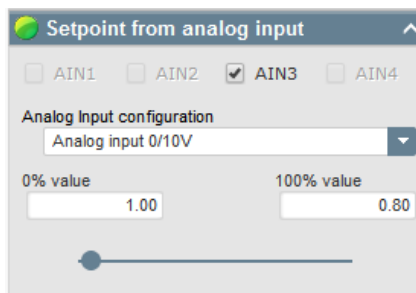 Setpoint from analog input
AIN1 AIN2 AIN3 AIN4
Analog Input configuration
Analog input 0/10V
0% value 100% value
1.00 0.80